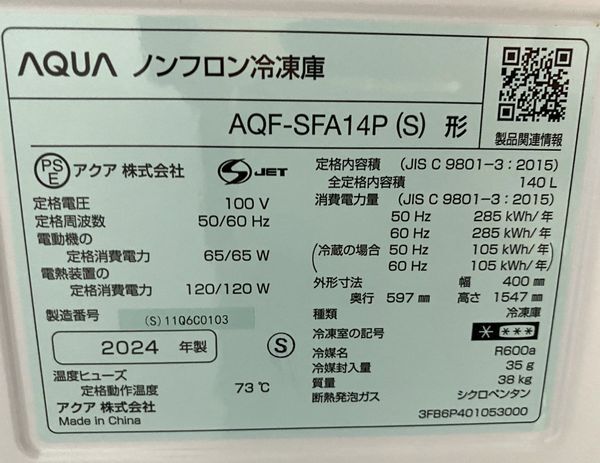 AQUA ノンフロン冷凍庫
AQF-SFA14P (S) 形
製品関連情報
PSE アクア 株式会社 S JET
定格電圧 100 V
定格周波数 50/60 Hz
電動機の
定格消費電力 65/65 W
電熱装置の
定格消費電力 120/120 W
製造番号 (S)11Q6C0103
2024 年製 S
温度ヒューズ
定格動作温度 73 ℃
アクア 株式会社
Made in China
定格内容積 (JIS C 9801-3:2015)
全定格内容積 140 L
消費電力量 (JIS C 9801-3:2015)
50 Hz 285 kWh/年
60 Hz 285 kWh/年
(冷蔵の場合 50 Hz 105 kWh/年
60 Hz 105 kWh/年)
外形寸法 幅 400 mm
奥行 597 mm 高さ 1547 mm
種類 冷凍庫
冷凍室の記号 * ***
冷媒名 R600a
冷媒封入量 35 g
質量 38 kg
断熱発泡ガス シクロペンタン
3FB6P401053000